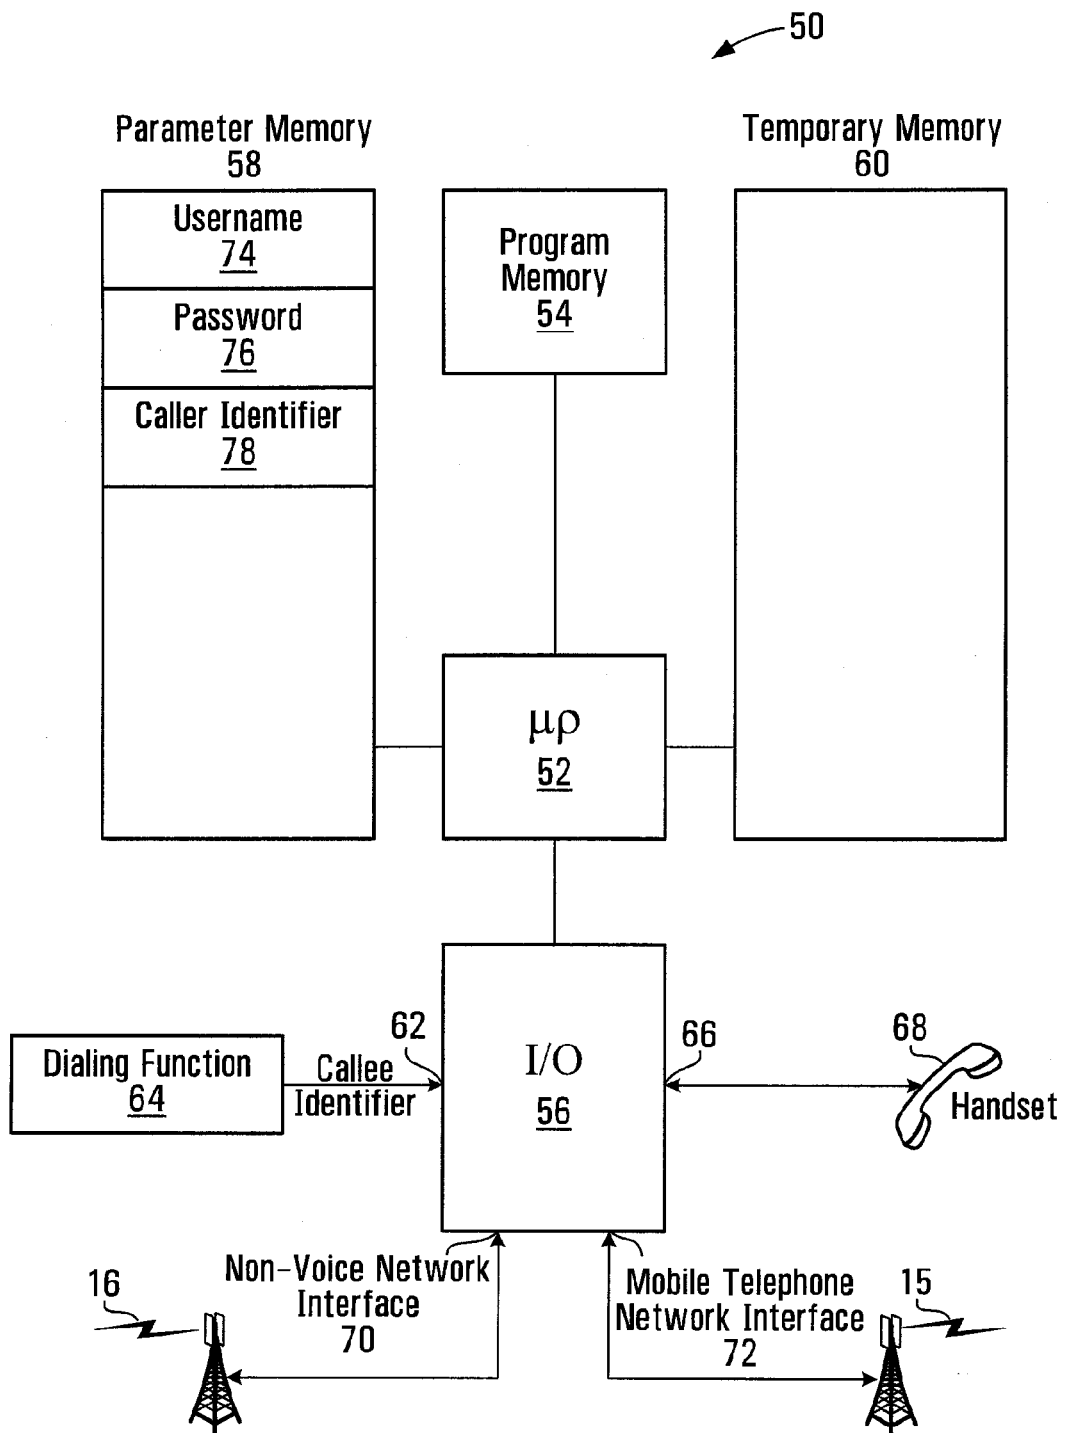 50
Parameter Memory
58
Temporary Memory
60
Username
74
Password
76
Caller Identifier
78
Program
Memory
54
μρ
52
I/O
56
62
66
68
Handset
Dialing Function
64
Callee
Identifier
Non-Voice Network
Interface
70
Mobile Telephone
Network Interface
72
16
15